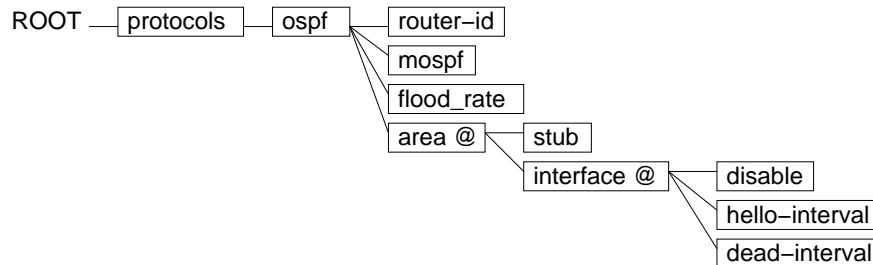 ROOT protocols ospf router-id
mospf
flood_rate
area @ stub
interface @ disable
hello-interval
dead-interval